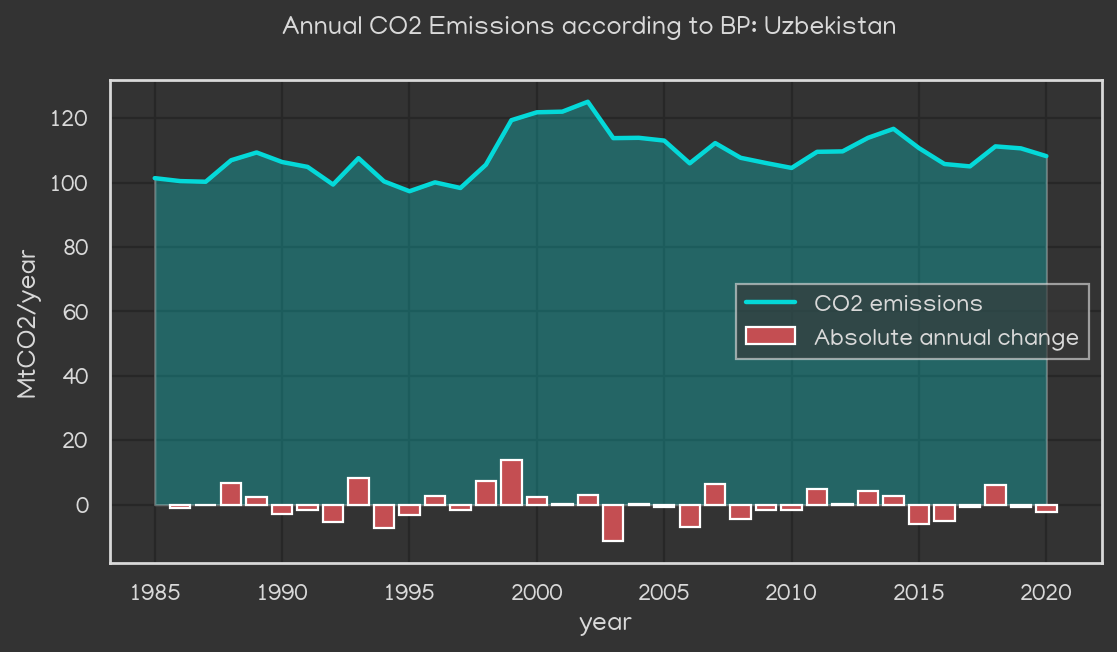 Annual CO2 Emissions according to BP: Uzbekistan
MtCO2/year
120
100
80
60
40
20
0
CO2 emissions
Absolute annual change
1985 1990 1995 2000 2005 2010 2015 2020
year